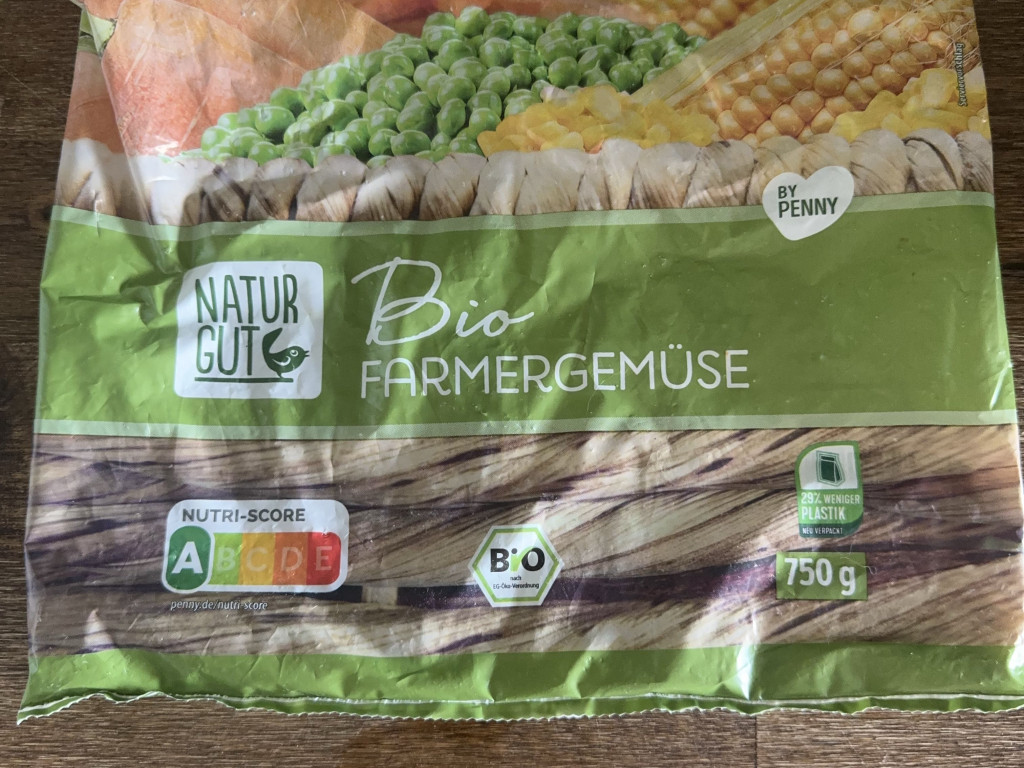 Serviervorschlag
BY
PENNY
NATUR
GUT
Bio
FARMERGEMÜSE
29% WENIGER
PLASTIK
NEU VERPACKT
NUTRI-SCORE
A B C D E
penny.de/nutri-score
BIO
nach
EG-Öko-Verordnung
750 g